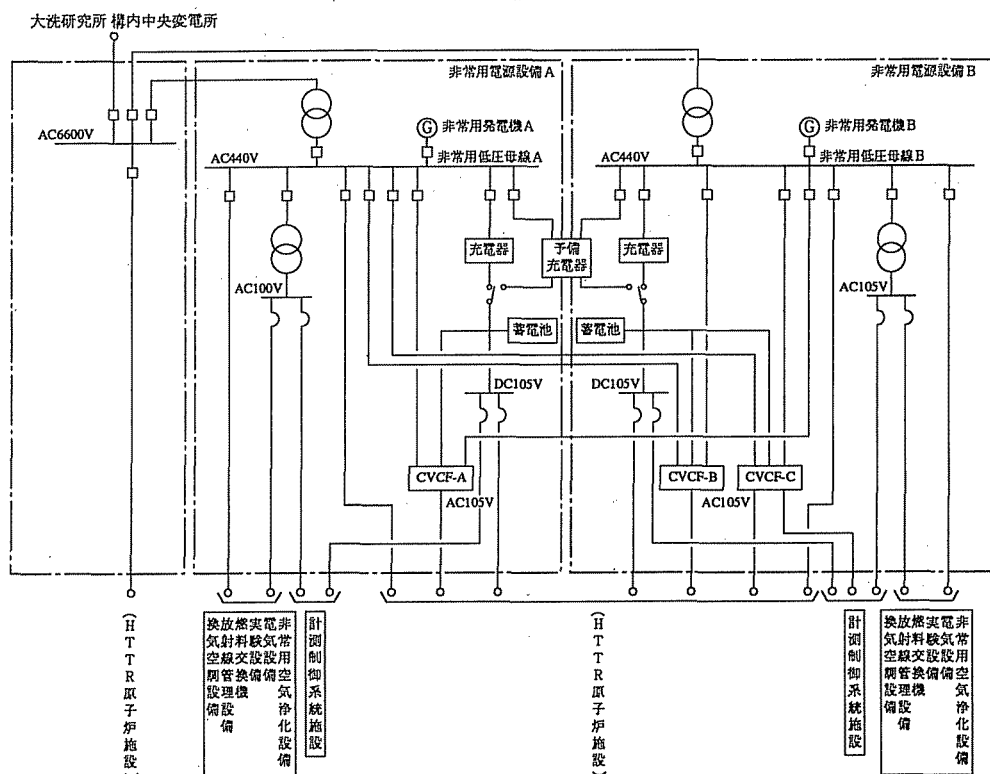 大洗研究所 構内中央変電所
非常用電源設備A
非常用電源設備B
AC6600V
G 非常用発電機A
G 非常用発電機B
AC440V
非常用低圧母線A
AC440V
非常用低圧母線B
充電器
予備
充電器
充電器
AC100V
AC105V
蓄電池
蓄電池
DC105V
DC105V
CVCF-A
CVCF-B
CVCF-C
AC105V
AC105V
(HTTR原子炉施設)
非常用空気浄化設備
電気設備
実験設備
燃料交換機
放射線管理設備
換気空調設備
計測制御系統施設
(HTTR原子炉施設)
計測制御系統施設
非常用空気浄化設備
電気設備
実験設備
燃料交換機
放射線管理設備
換気空調設備